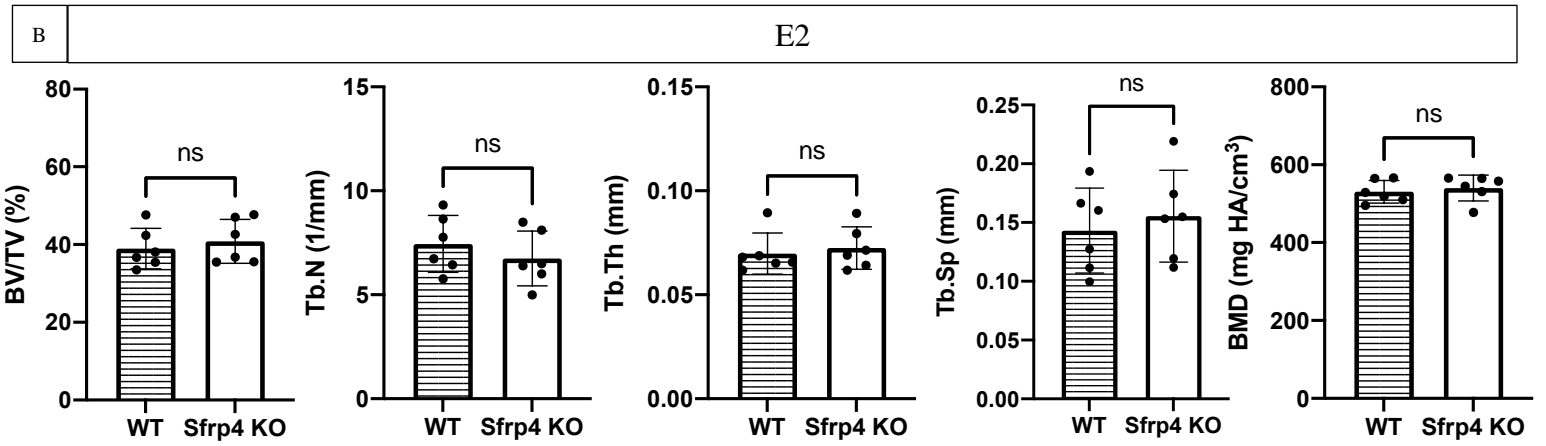 B
E2
BV/TV (%)
80
60
40
20
0
ns
WT Sfrp4 KO
Tb.N (1/mm)
15
10
5
0
ns
WT Sfrp4 KO
Tb.Th (mm)
0.15
0.10
0.05
0.00
ns
WT Sfrp4 KO
Tb.Sp (mm)
0.25
0.20
0.15
0.10
0.05
0.00
ns
WT Sfrp4 KO
BMD (mg HA/cm³)
800
600
400
200
0
ns
WT Sfrp4 KO